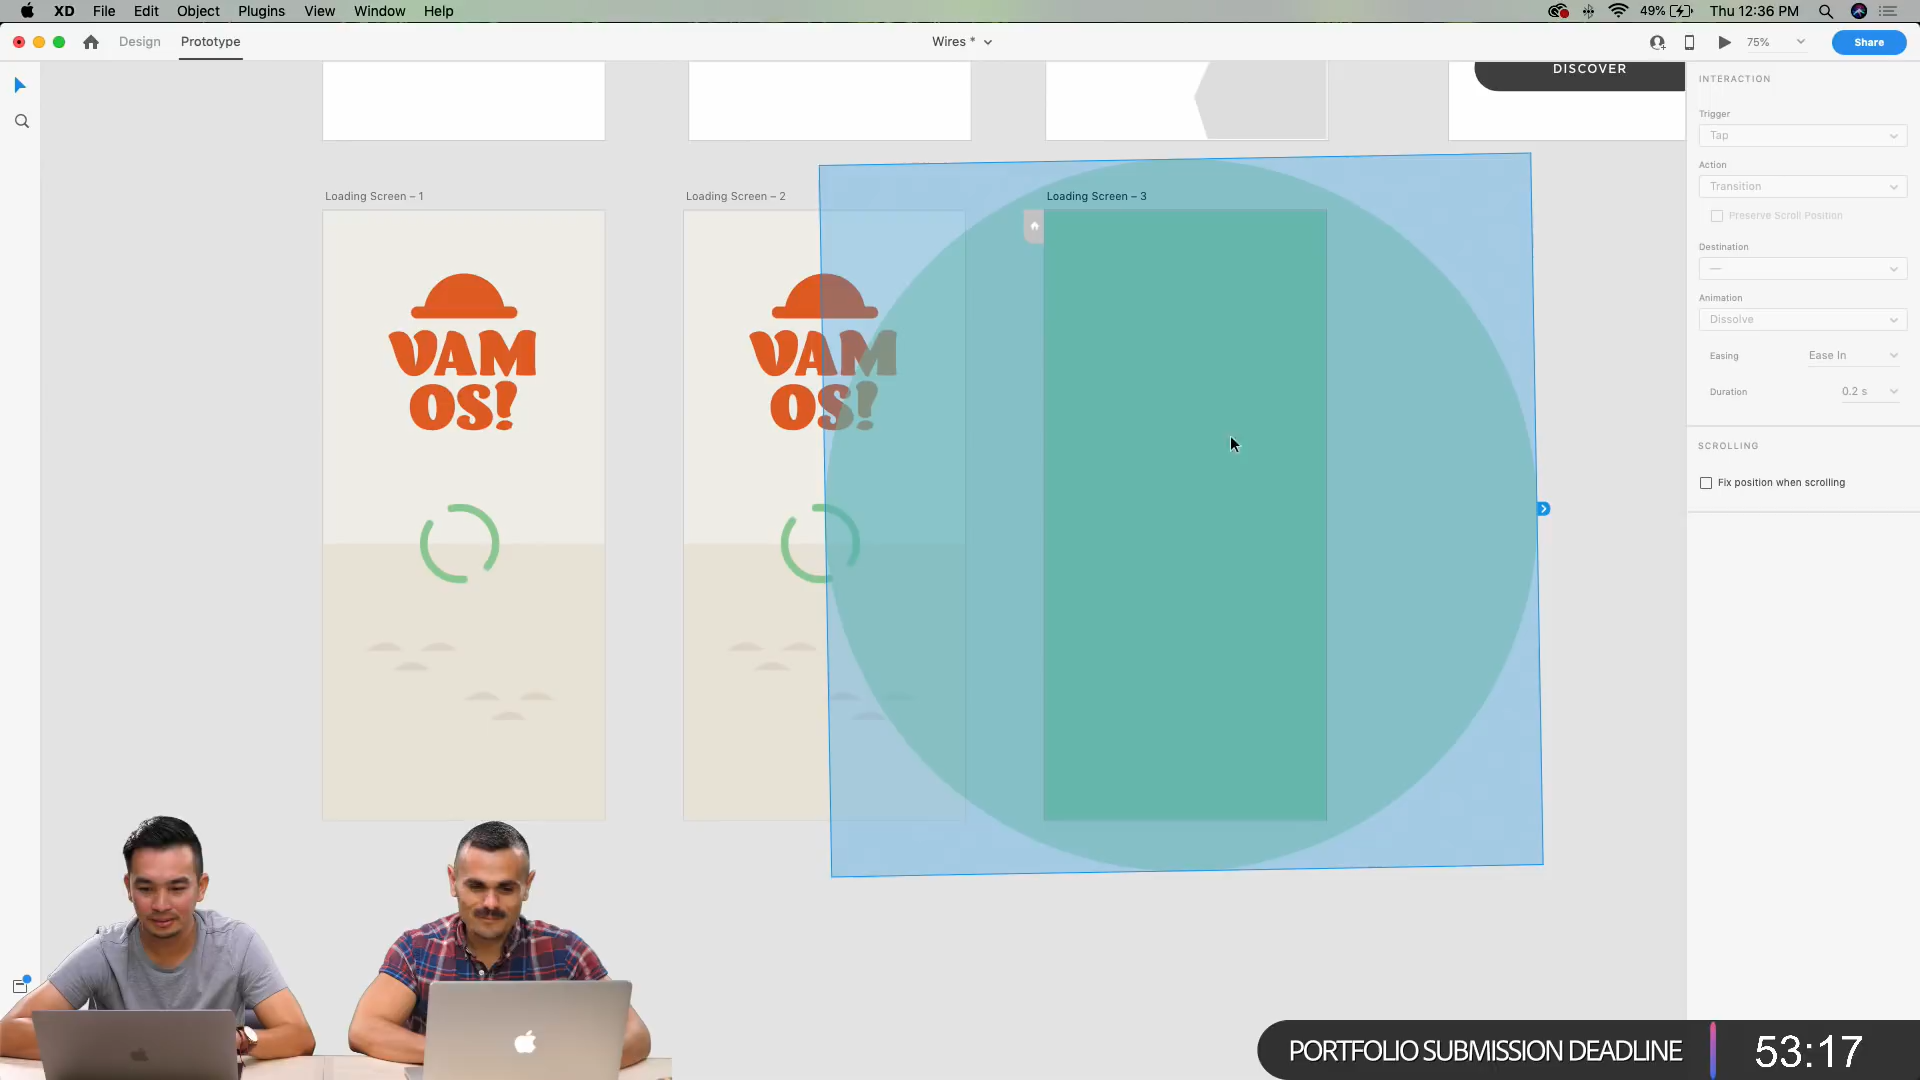 XD File Edit Object Plugins View Window Help
49% Thu 12:36 PM
Design Prototype
Wires *
75%
Share
DISCOVER
INTERACTION
Trigger
Tap
Action
Transition
Preserve Scroll Position
Destination
—
Animation
Dissolve
Easing Ease In
Duration 0.2 s
SCROLLING
Fix position when scrolling
Loading Screen – 1
Loading Screen – 2
Loading Screen – 3
VAM
OS!
VAM
OS!
PORTFOLIO SUBMISSION DEADLINE
53:17